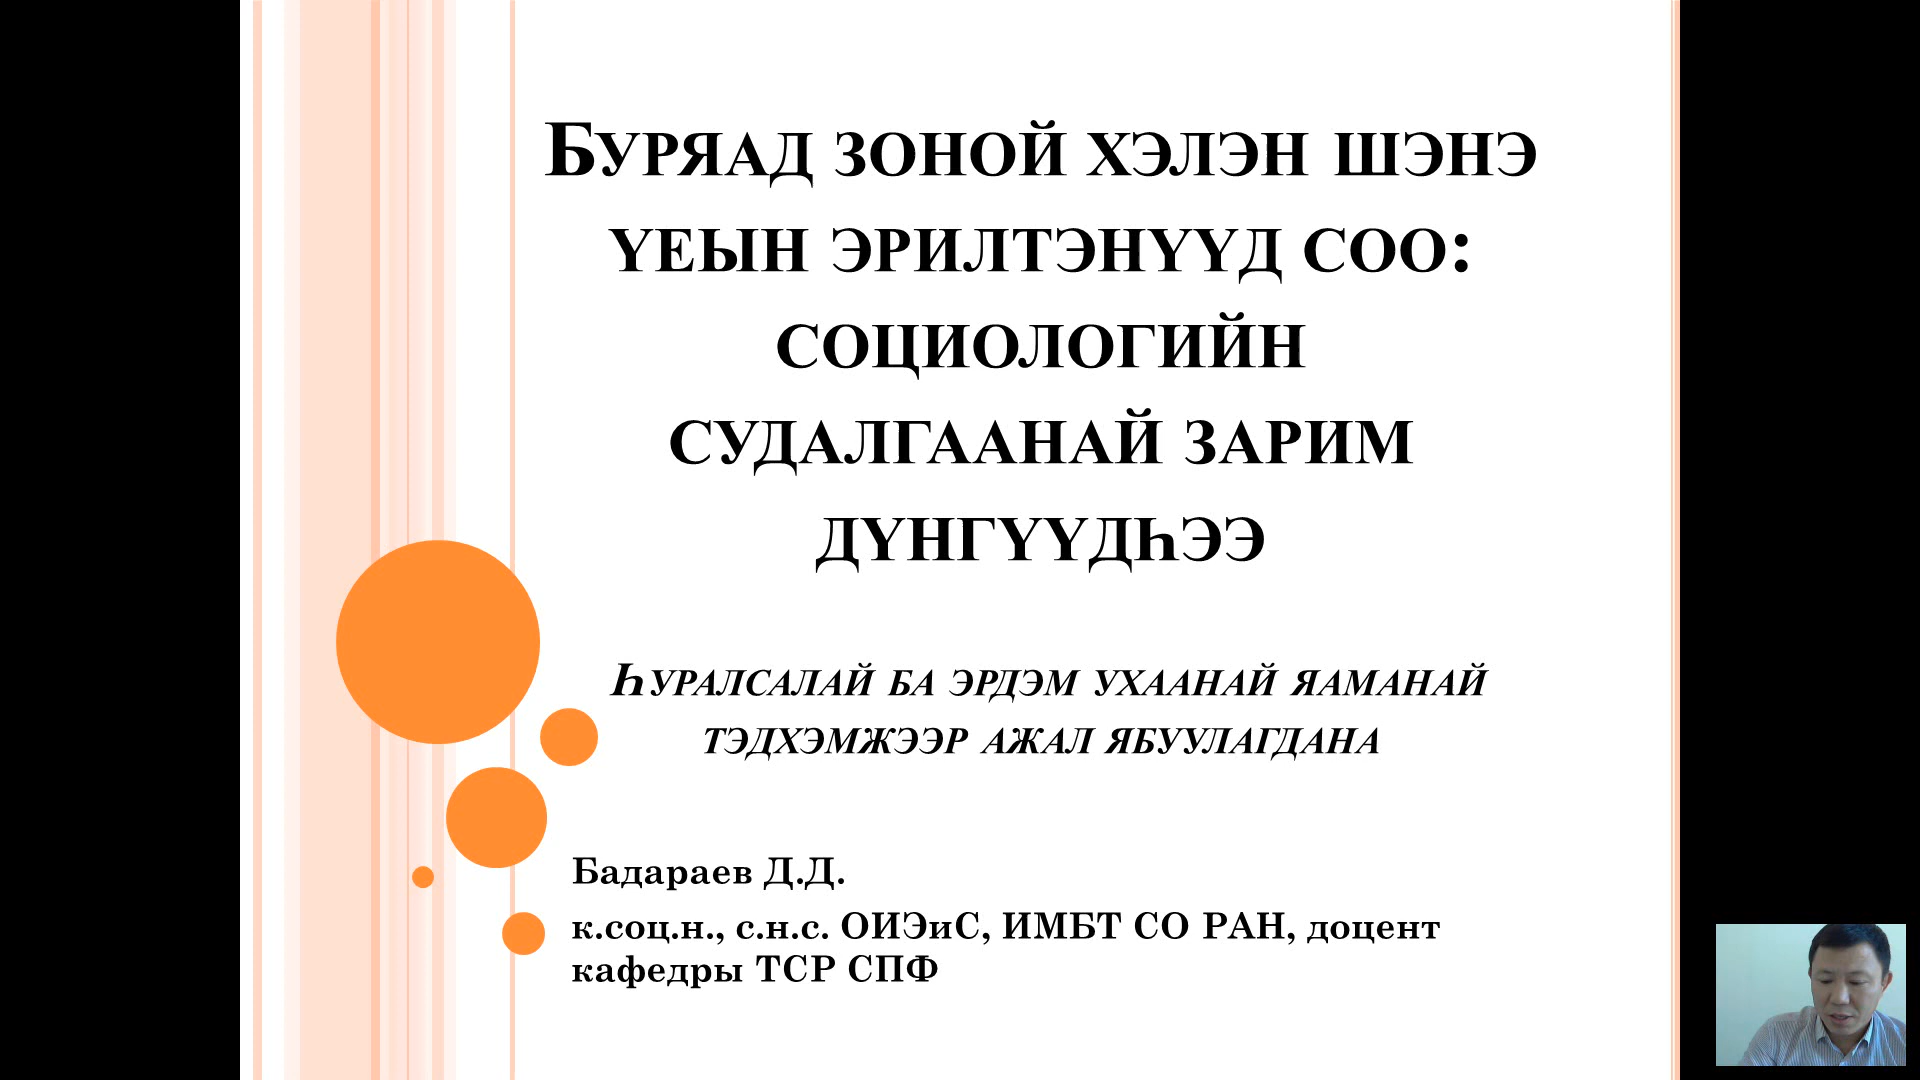 Буряад зоной хэлэн шэнэ
үеын эрилтэнүүд соо:
социологийн
судалгаанай зарим
дүнгүүдһээ
Һуралсалай ба эрдэм ухаанай яаманай
тэдхэмжээр ажал ябуулагдана
Бадараев Д.Д.
к.соц.н., с.н.с. ОИЭиС, ИМБТ СО РАН, доцент
кафедры ТСР СПФ